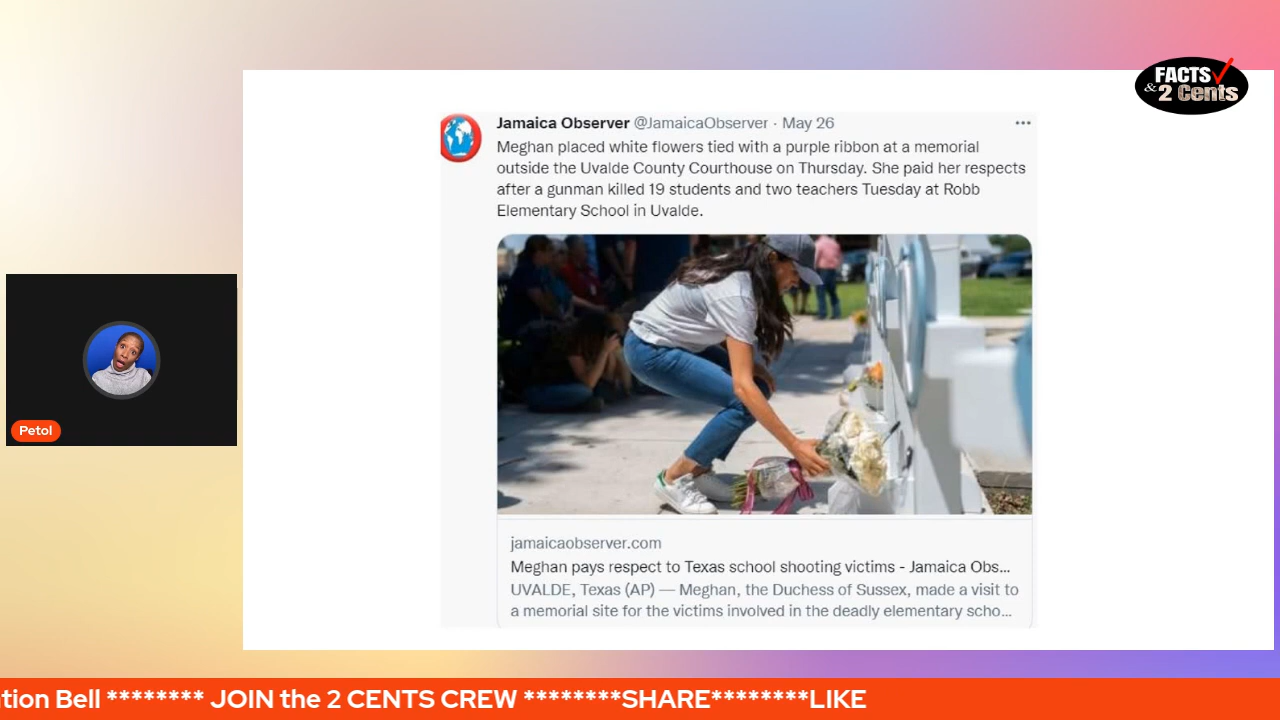 FACTS
& 2 Cents
Jamaica Observer @JamaicaObserver · May 26
Meghan placed white flowers tied with a purple ribbon at a memorial
outside the Uvalde County Courthouse on Thursday. She paid her respects
after a gunman killed 19 students and two teachers Tuesday at Robb
Elementary School in Uvalde.
jamaicaobserver.com
Meghan pays respect to Texas school shooting victims - Jamaica Obs...
UVALDE, Texas (AP) — Meghan, the Duchess of Sussex, made a visit to
a memorial site for the victims involved in the deadly elementary scho...
Petol
tion Bell ******** JOIN the 2 CENTS CREW ********SHARE********LIKE